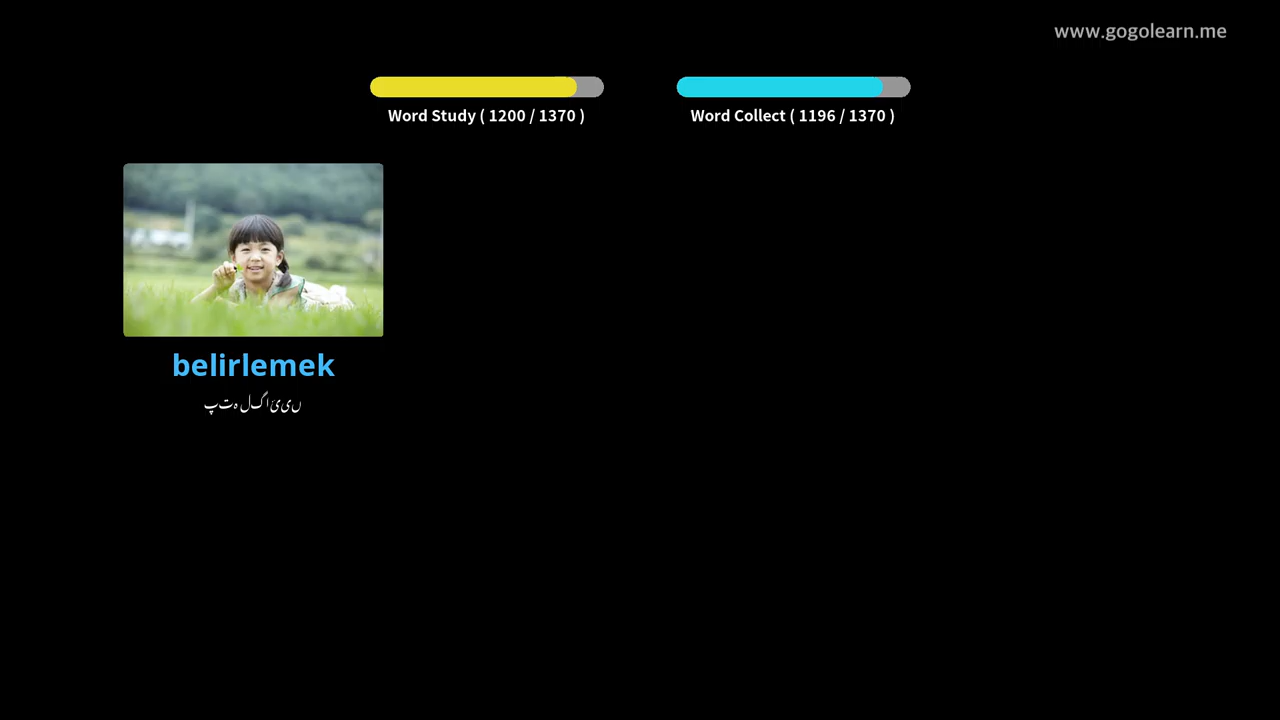 www.gogolearn.me
Word Study ( 1200 / 1370 )
Word Collect ( 1196 / 1370 )
belirlemek
پتہ لگائیں